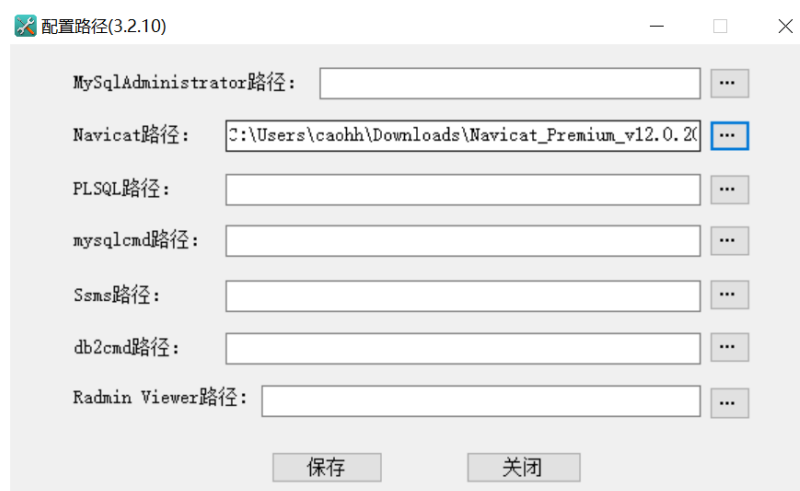 配置路径(3.2.10)
MySqlAdministrator路径：
Navicat路径： C:\Users\caohh\Downloads\Navicat_Premium_v12.0.2
PLSQL路径：
mysqlcmd路径：
Ssms路径：
db2cmd路径：
Radmin Viewer路径：
保存 关闭